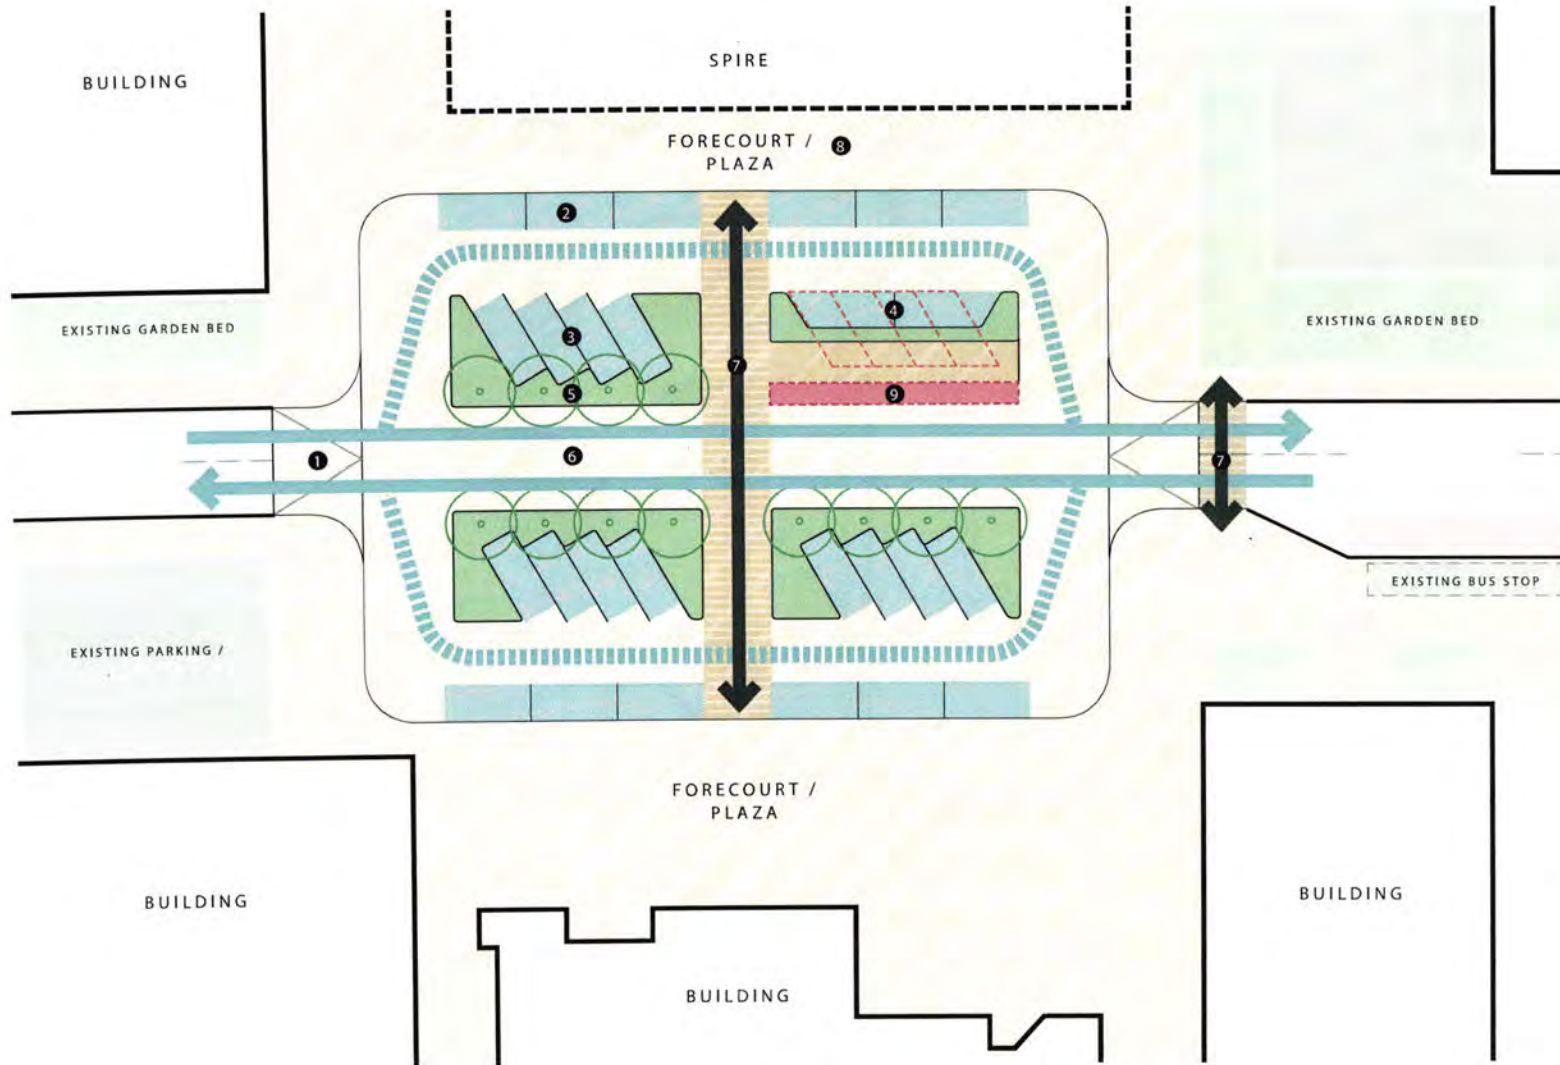 SPIRE
BUILDING
FORECOURT /
PLAZA
8
2
4
3
EXISTING GARDEN BED
EXISTING GARDEN BED
7
5
9
1
6
7
EXISTING BUS STOP
EXISTING PARKING /
FORECOURT /
PLAZA
BUILDING
BUILDING
BUILDING